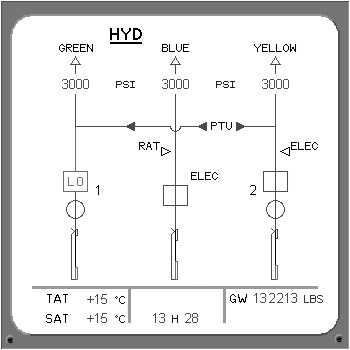 HYD
GREEN BLUE YELLOW
3000 PSI 3000 PSI 3000
PTU
RAT ELEC
ELEC
LO 1 2
TAT +15 °C GW 132213 LBS
SAT +15 °C 13 H 28